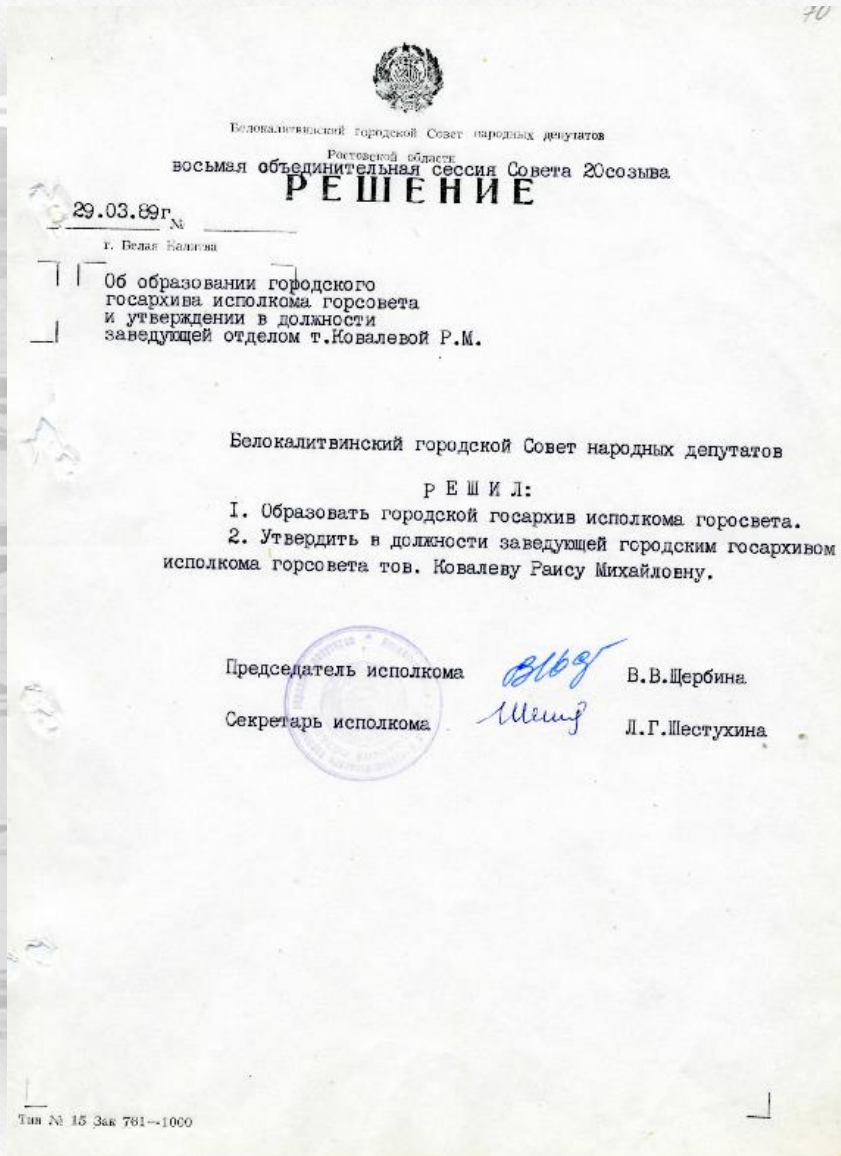 70
Белокалитвинский городской Совет народных депутатов
Ростовской области
восьмая объединительная сессия Совета 20созыва
РЕШЕНИЕ
29.03.89г. №
г. Белая Калитва
Об образовании городского
госархива исполкома горсовета
и утверждении в должности
заведующей отделом т.Ковалевой Р.М.
Белокалитвинский городской Совет народных депутатов
Р Е Ш И Л:
I. Образовать городской госархив исполкома горосвета.
2. Утвердить в должности заведующей городским госархивом
исполкома горсовета тов. Ковалеву Раису Михайловну.
Председатель исполкома В.В.Щербина
Секретарь исполкома Л.Г.Шестухина
Тип № 15 Зак 781—1000